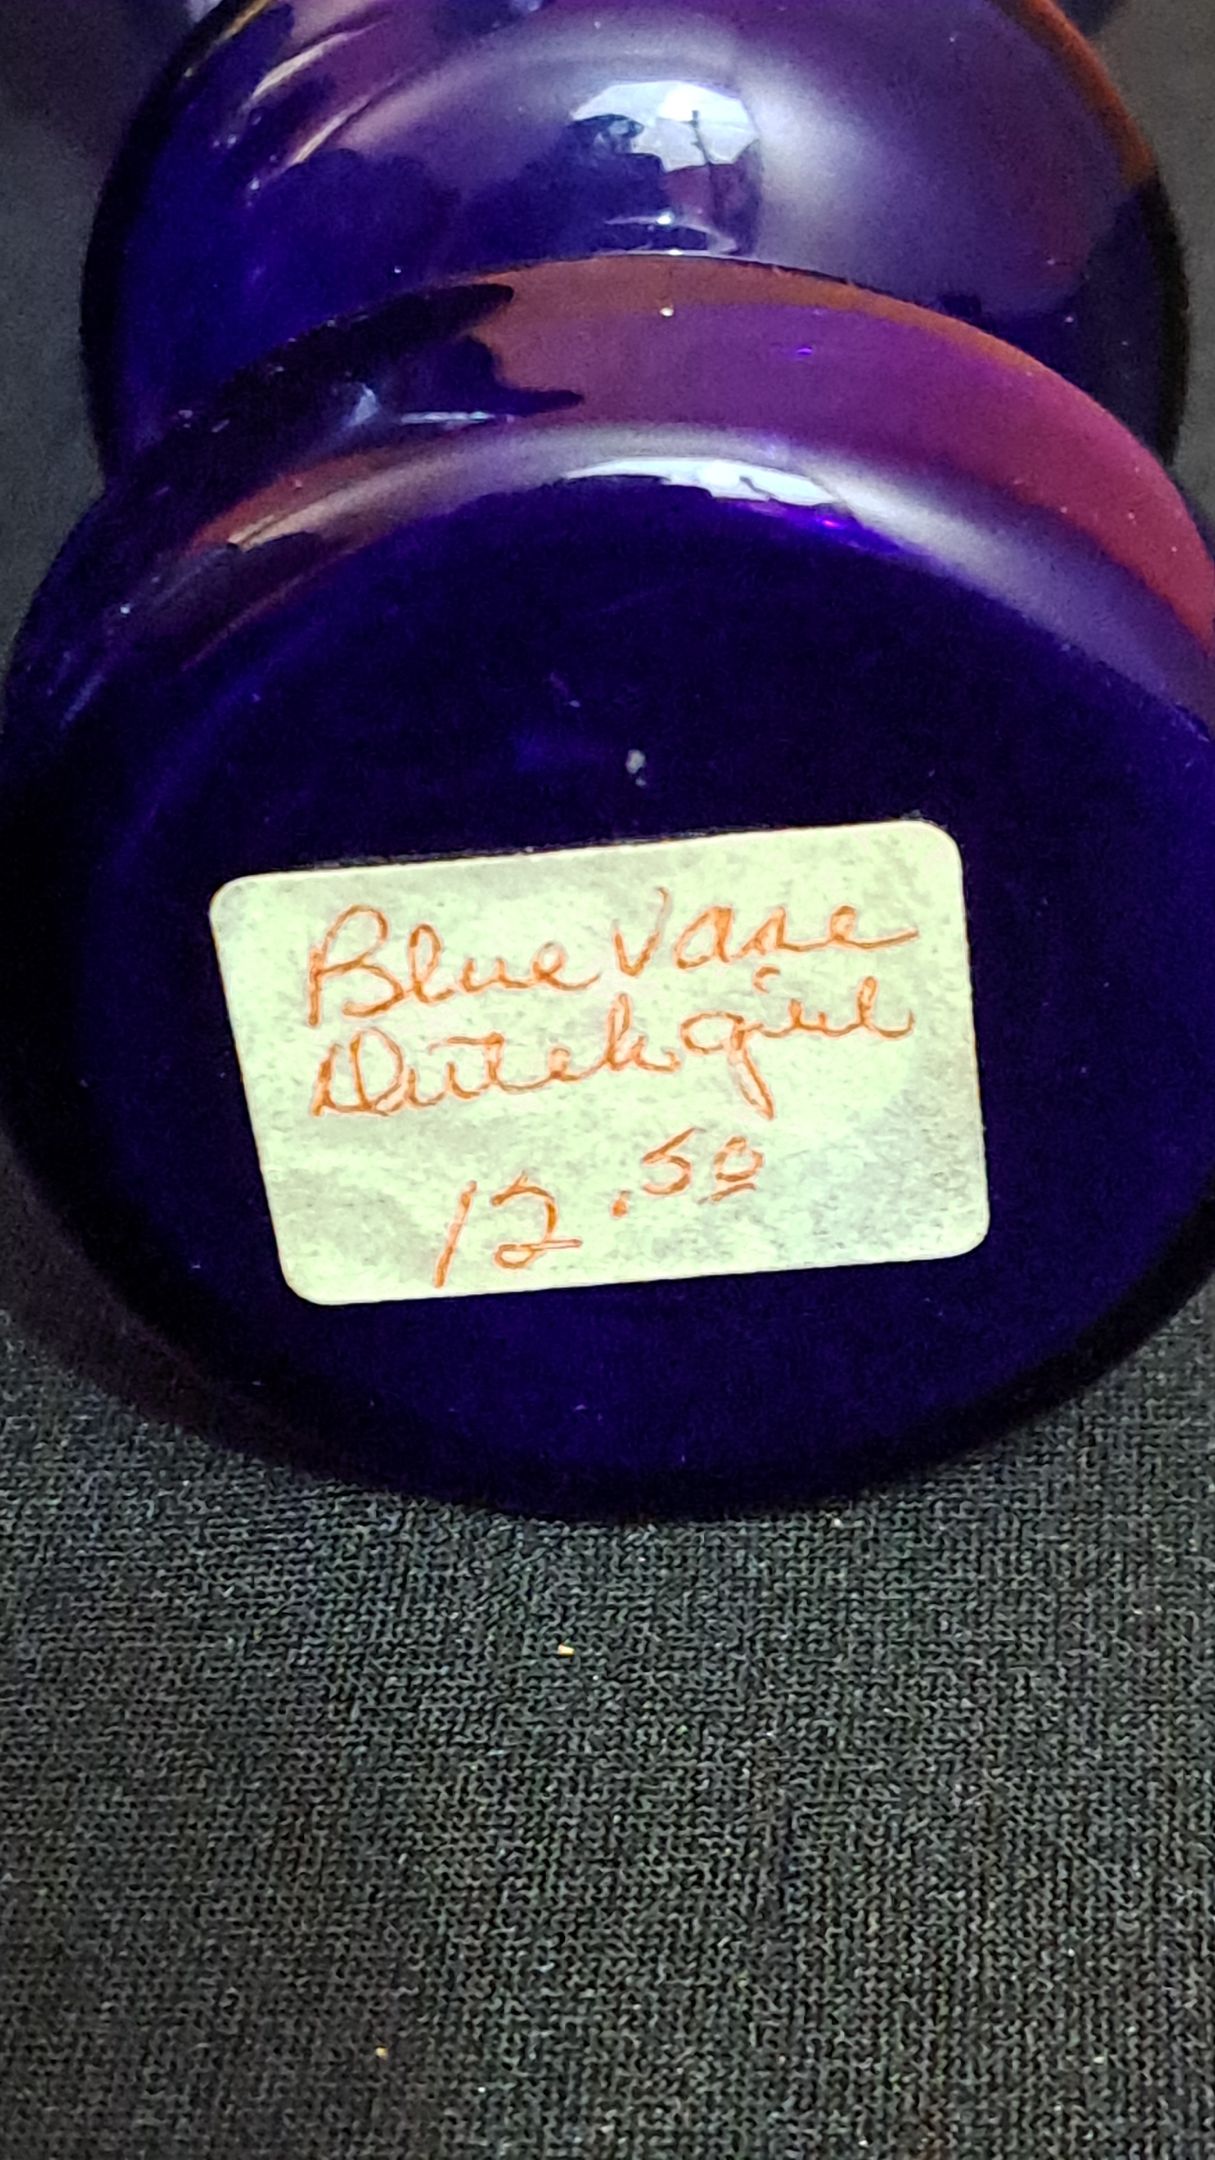 Blue Vase
Dutch girl
12.50